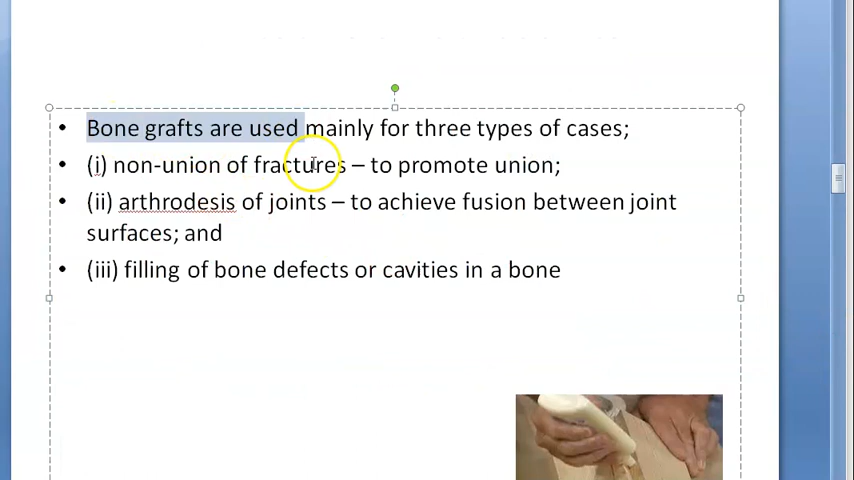 • Bone grafts are used mainly for three types of cases;
• (i) non-union of fractures – to promote union;
• (ii) arthrodesis of joints – to achieve fusion between joint
surfaces; and
• (iii) filling of bone defects or cavities in a bone